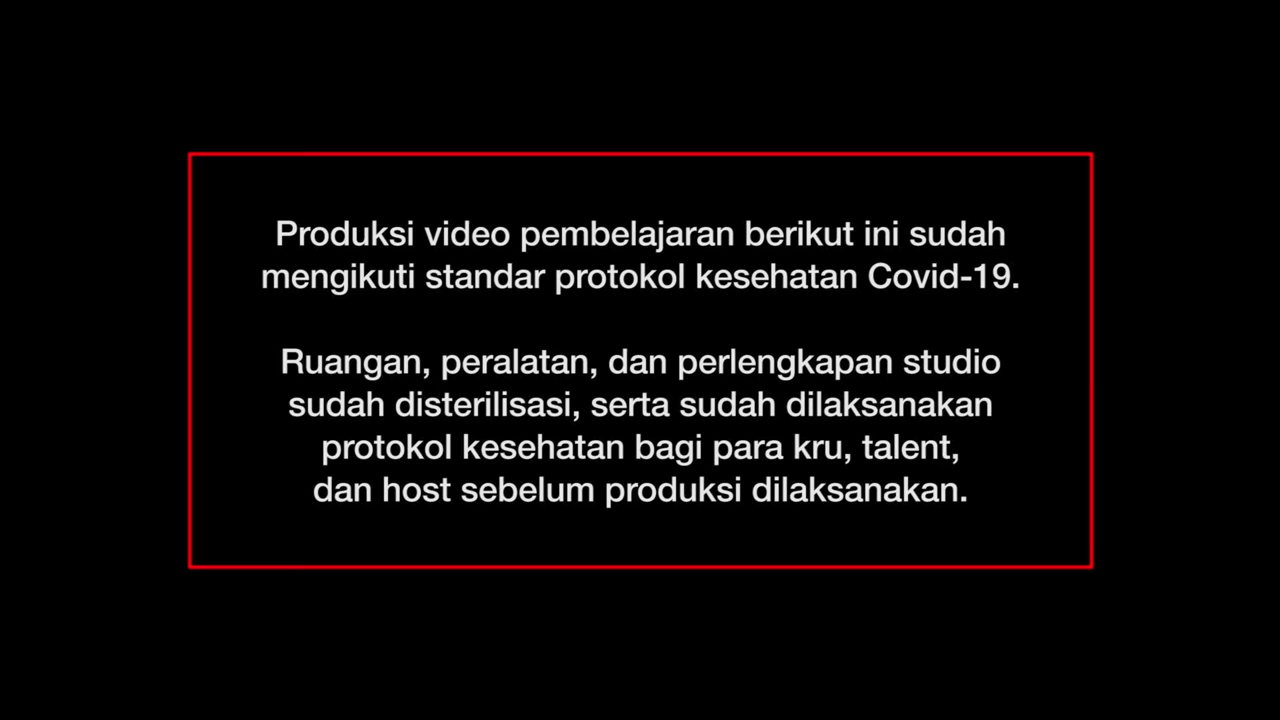 Produksi video pembelajaran berikut ini sudah
mengikuti standar protokol kesehatan Covid-19.
Ruangan, peralatan, dan perlengkapan studio
sudah disterilisasi, serta sudah dilaksanakan
protokol kesehatan bagi para kru, talent,
dan host sebelum produksi dilaksanakan.